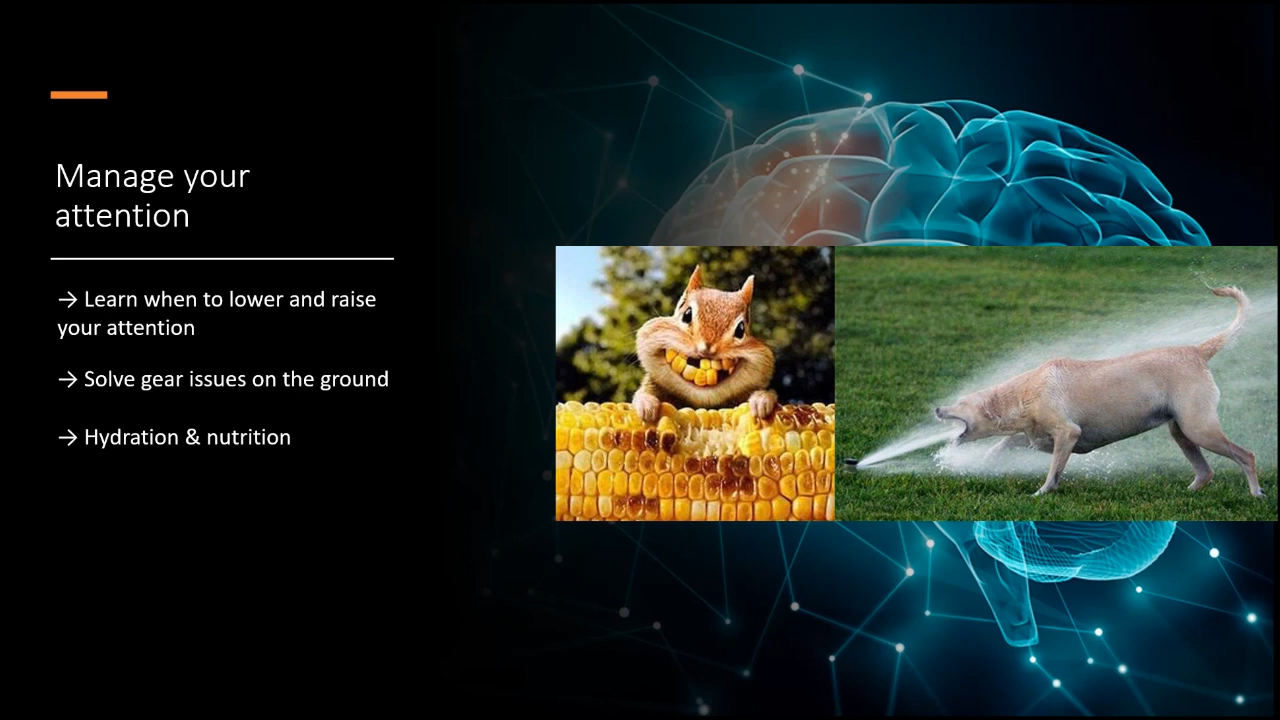 Manage your
attention
→ Learn when to lower and raise
your attention
→ Solve gear issues on the ground
→ Hydration & nutrition